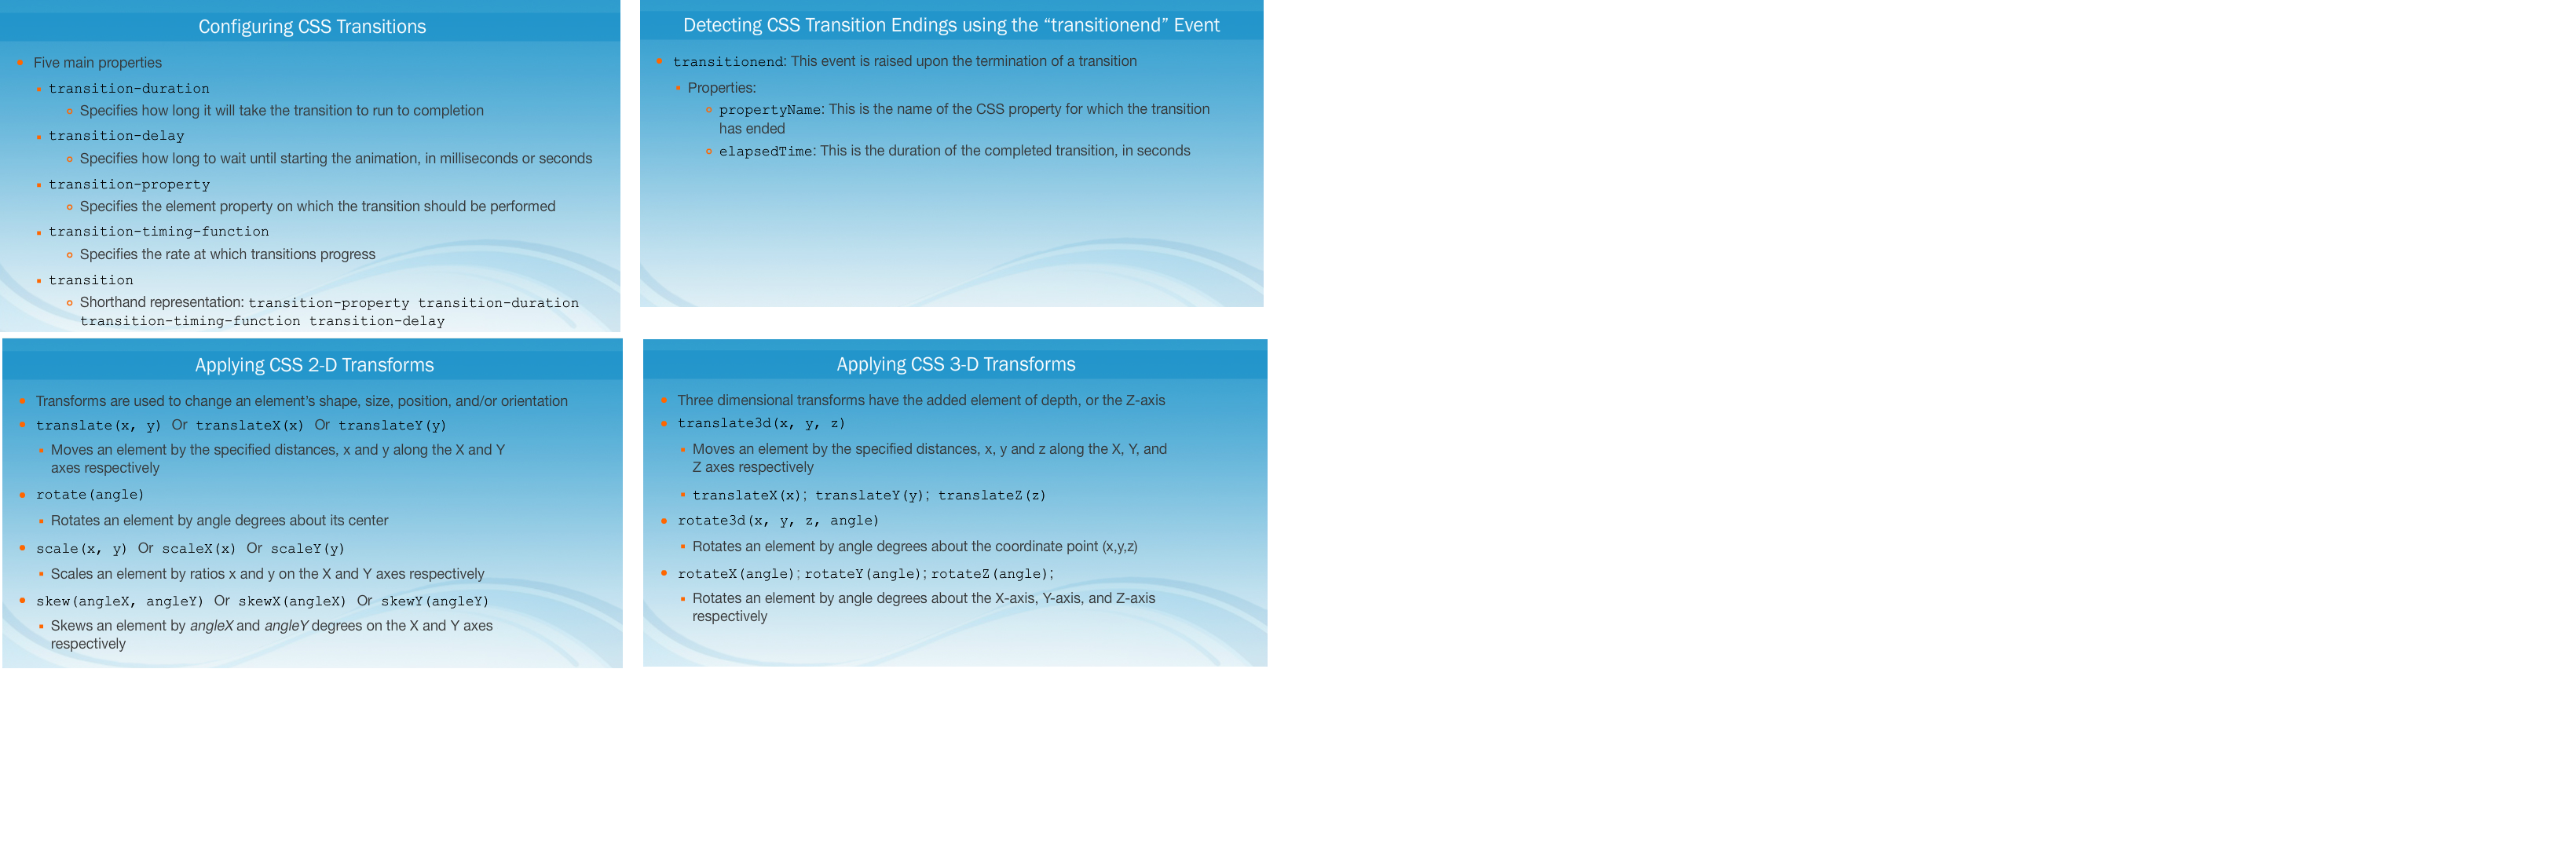 Configuring CSS Transitions
Five main properties
transition-duration
Specifies how long it will take the transition to run to completion
transition-delay
Specifies how long to wait until starting the animation, in milliseconds or seconds
transition-property
Specifies the element property on which the transition should be performed
transition-timing-function
Specifies the rate at which transitions progress
transition
Shorthand representation: transition-property transition-duration
transition-timing-function transition-delay
Detecting CSS Transition Endings using the “transitionend” Event
transitionend: This event is raised upon the termination of a transition
Properties:
propertyName: This is the name of the CSS property for which the transition
has ended
elapsedTime: This is the duration of the completed transition, in seconds
Applying CSS 2-D Transforms
Transforms are used to change an element’s shape, size, position, and/or orientation
translate(x, y) Or translateX(x) Or translateY(y)
Moves an element by the specified distances, x and y along the X and Y
axes respectively
rotate(angle)
Rotates an element by angle degrees about its center
scale(x, y) Or scaleX(x) Or scaleY(y)
Scales an element by ratios x and y on the X and Y axes respectively
skew(angleX, angleY) Or skewX(angleX) Or skewY(angleY)
Skews an element by angleX and angleY degrees on the X and Y axes
respectively
Applying CSS 3-D Transforms
Three dimensional transforms have the added element of depth, or the Z-axis
translate3d(x, y, z)
Moves an element by the specified distances, x, y and z along the X, Y, and
Z axes respectively
translateX(x); translateY(y); translateZ(z)
rotate3d(x, y, z, angle)
Rotates an element by angle degrees about the coordinate point (x,y,z)
rotateX(angle); rotateY(angle); rotateZ(angle);
Rotates an element by angle degrees about the X-axis, Y-axis, and Z-axis
respectively